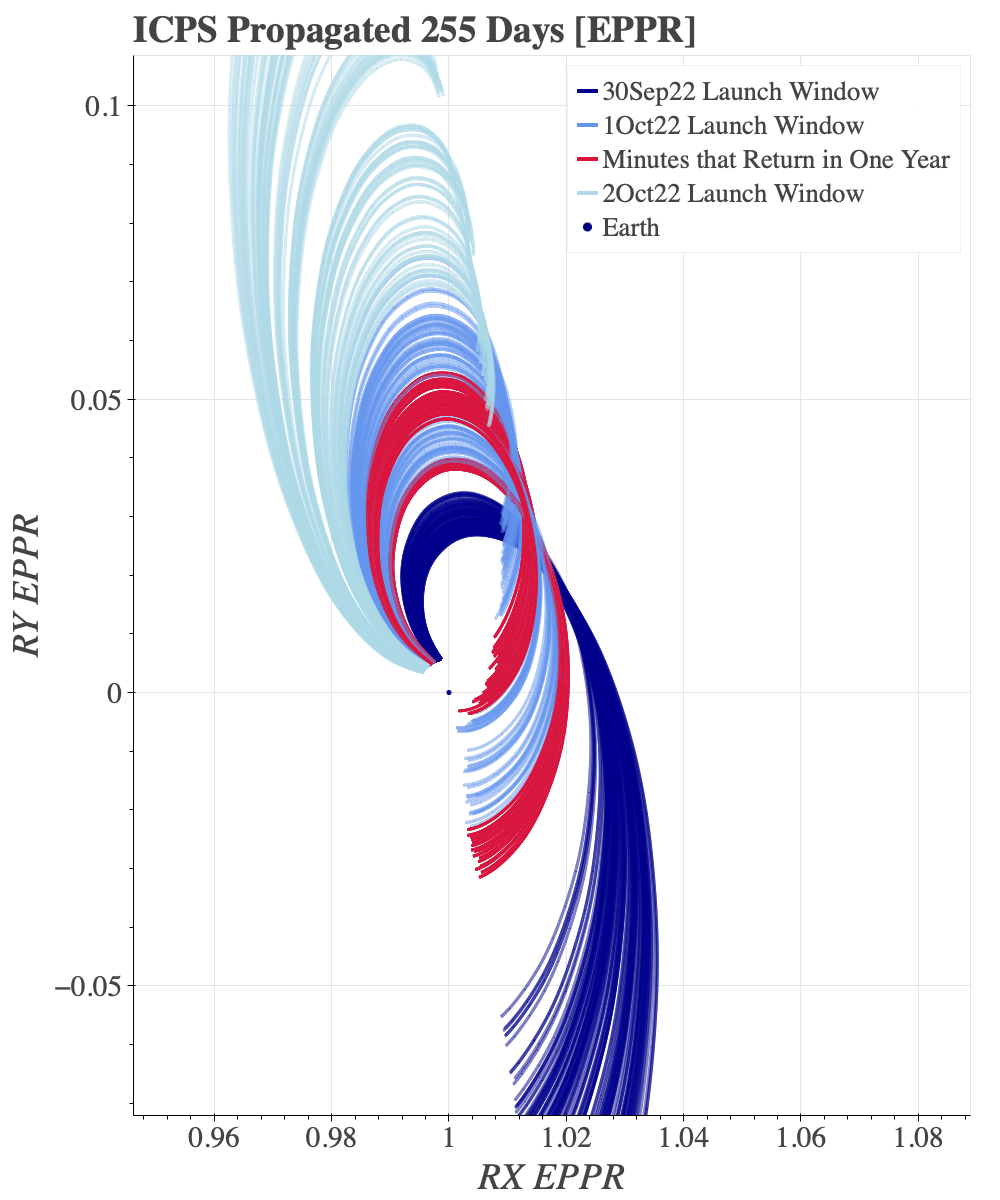 ICPS Propagated 255 Days [EPPR]
30Sep22 Launch Window
1Oct22 Launch Window
Minutes that Return in One Year
2Oct22 Launch Window
Earth
0.1
0.05
0
−0.05
RY EPPR
0.96
0.98
1
1.02
1.04
1.06
1.08
RX EPPR